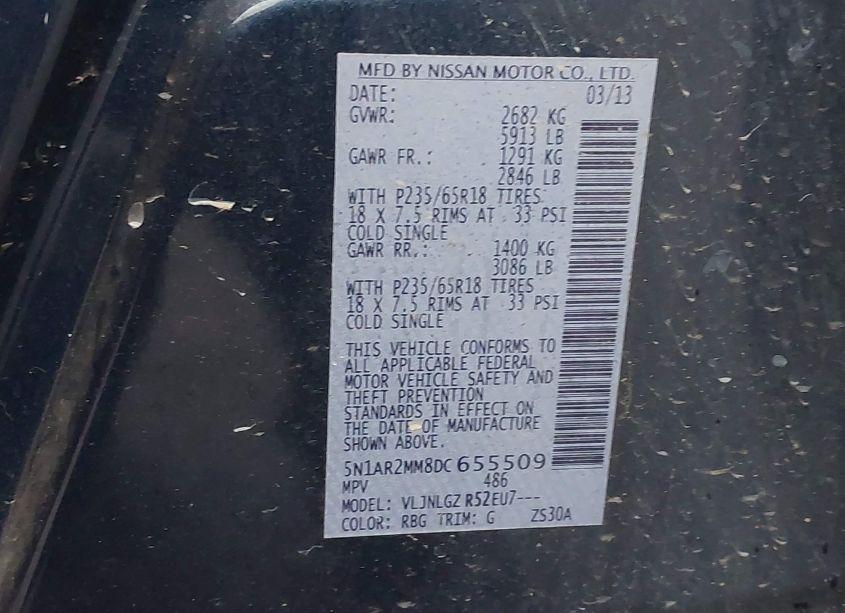 MFD BY NISSAN MOTOR CO., LTD.
DATE: 03/13
GVWR: 2682 KG
5913 LB
GAWR FR.: 1291 KG
2846 LB
WITH P235/65R18 TIRES
18 X 7.5 RIMS AT 33 PSI
COLD SINGLE
GAWR RR.: 1400 KG
3086 LB
WITH P235/65R18 TIRES
18 X 7.5 RIMS AT 33 PSI
COLD SINGLE
THIS VEHICLE CONFORMS TO
ALL APPLICABLE FEDERAL
MOTOR VEHICLE SAFETY AND
THEFT PREVENTION
STANDARDS IN EFFECT ON
THE DATE OF MANUFACTURE
SHOWN ABOVE.
5N1AR2MM8DC 655509
MPV 486
MODEL: VLJNLGZ R52EU7---
COLOR: RBG TRIM: G ZS30A